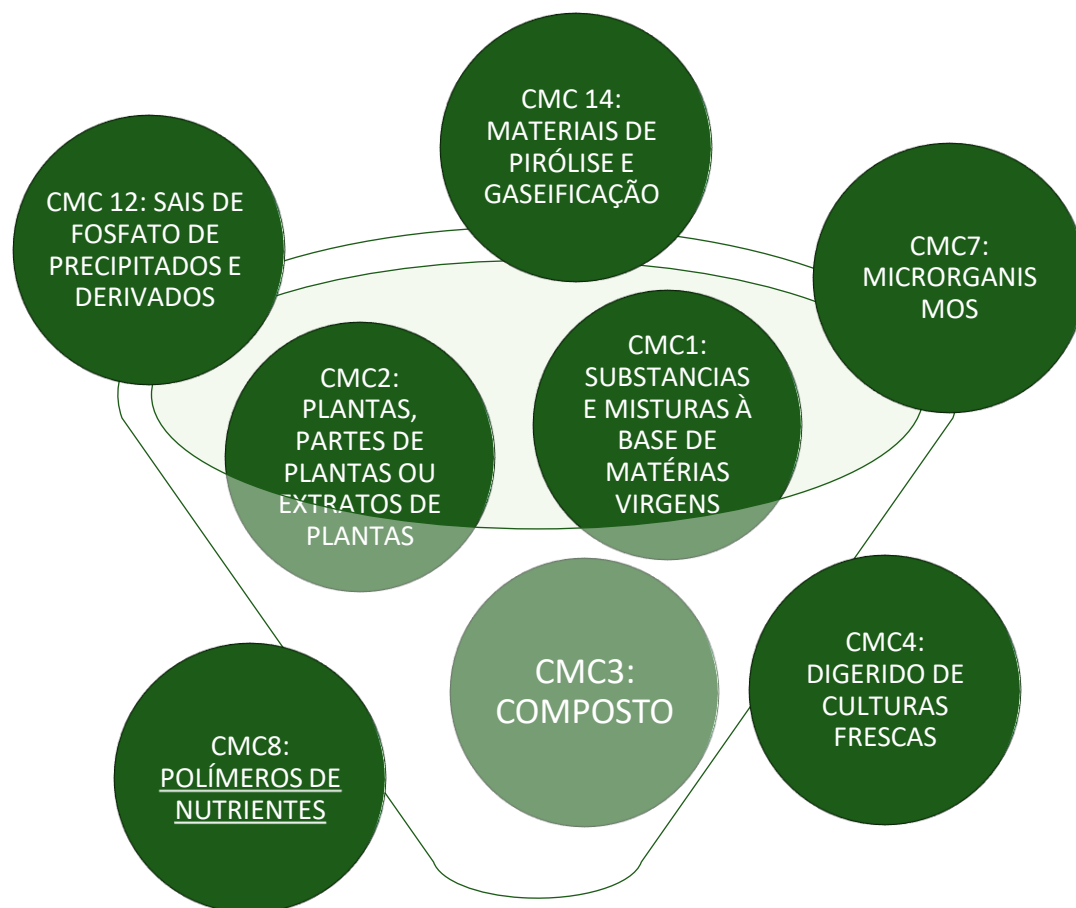 CMC 14:
MATERIAIS DE
PIRÓLISE E
GASEIFICAÇÃO
CMC 12: SAIS DE
FOSFATO DE
PRECIPITADOS E
DERIVADOS
CMC7:
MICRORGANIS
MOS
CMC2:
PLANTAS,
PARTES DE
PLANTAS OU
EXTRATOS DE
PLANTAS
CMC1:
SUBSTANCIAS
E MISTURAS À
BASE DE
MATÉRIAS
VIRGENS
CMC3:
COMPOSTO
CMC4:
DIGERIDO DE
CULTURAS
FRESCAS
CMC8:
POLÍMEROS DE
NUTRIENTES